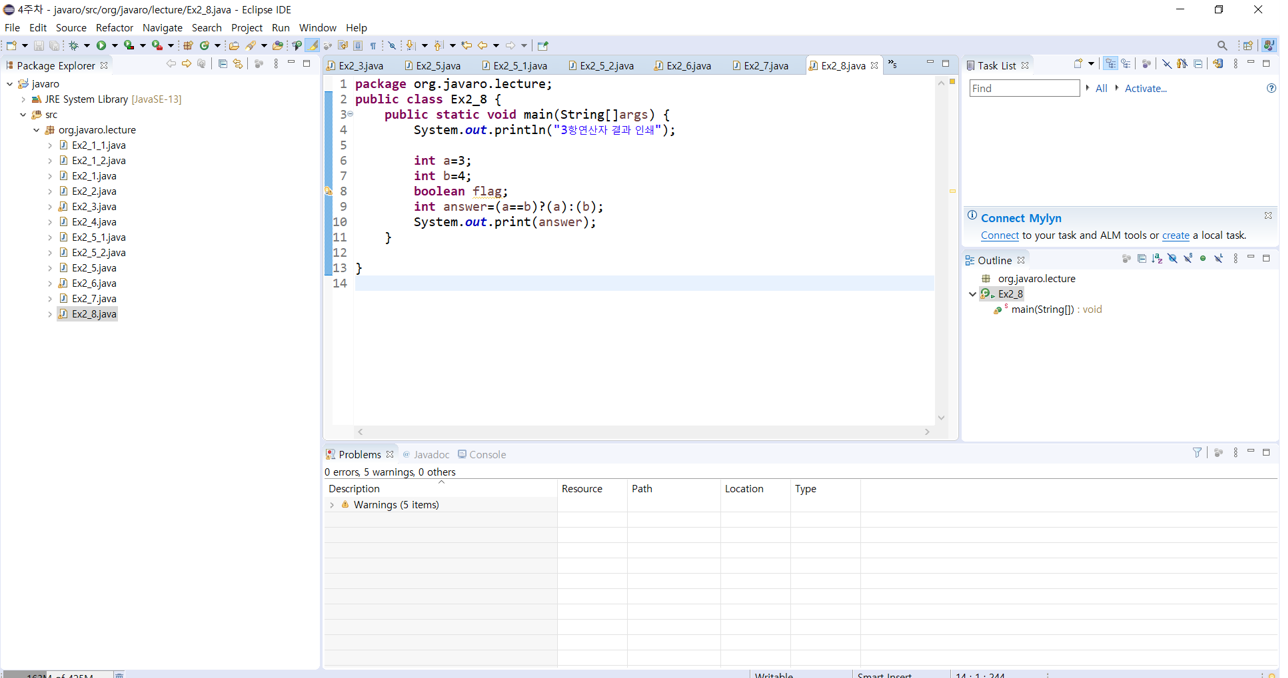 4주차 - javaro/src/org/javaro/lecture/Ex2_8.java - Eclipse IDE
File Edit Source Refactor Navigate Search Project Run Window Help
Package Explorer
javaro
JRE System Library [JavaSE-13]
src
org.javaro.lecture
Ex2_1_1.java
Ex2_1_2.java
Ex2_1.java
Ex2_2.java
Ex2_3.java
Ex2_4.java
Ex2_5_1.java
Ex2_5_2.java
Ex2_5.java
Ex2_6.java
Ex2_7.java
Ex2_8.java
Ex2_3.java Ex2_5.java Ex2_5_1.java Ex2_5_2.java Ex2_6.java Ex2_7.java Ex2_8.java »5
1 package org.javaro.lecture;
2 public class Ex2_8 {
3 public static void main(String[]args) {
4 System.out.println("3항연산자 결과 인쇄");
5
6 int a=3;
7 int b=4;
8 boolean flag;
9 int answer=(a==b)?(a):(b);
10 System.out.print(answer);
11 }
12
13 }
14
Task List
Find All Activate...
Connect Mylyn
Connect to your task and ALM tools or create a local task.
Outline
org.javaro.lecture
Ex2_8
main(String[]) : void
Problems Javadoc Console
0 errors, 5 warnings, 0 others
Description Resource Path Location Type
Warnings (5 items)
Writable Smart Insert 14 : 1 : 244